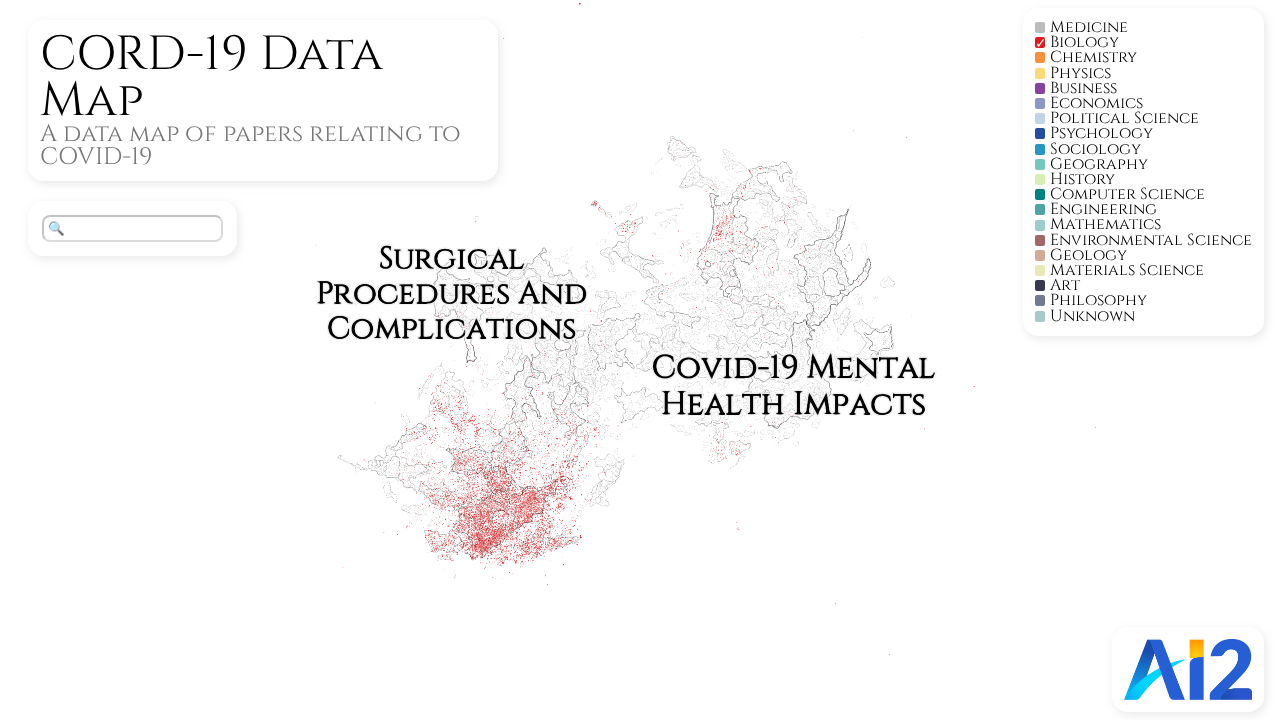 CORD-19 Data
Map
A data map of papers relating to
COVID-19
Surgical
Procedures And
Complications
Covid-19 Mental
Health Impacts
Medicine
Biology
Chemistry
Physics
Business
Economics
Political Science
Psychology
Sociology
Geography
History
Computer Science
Engineering
Mathematics
Environmental Science
Geology
Materials Science
Art
Philosophy
Unknown
Ai2